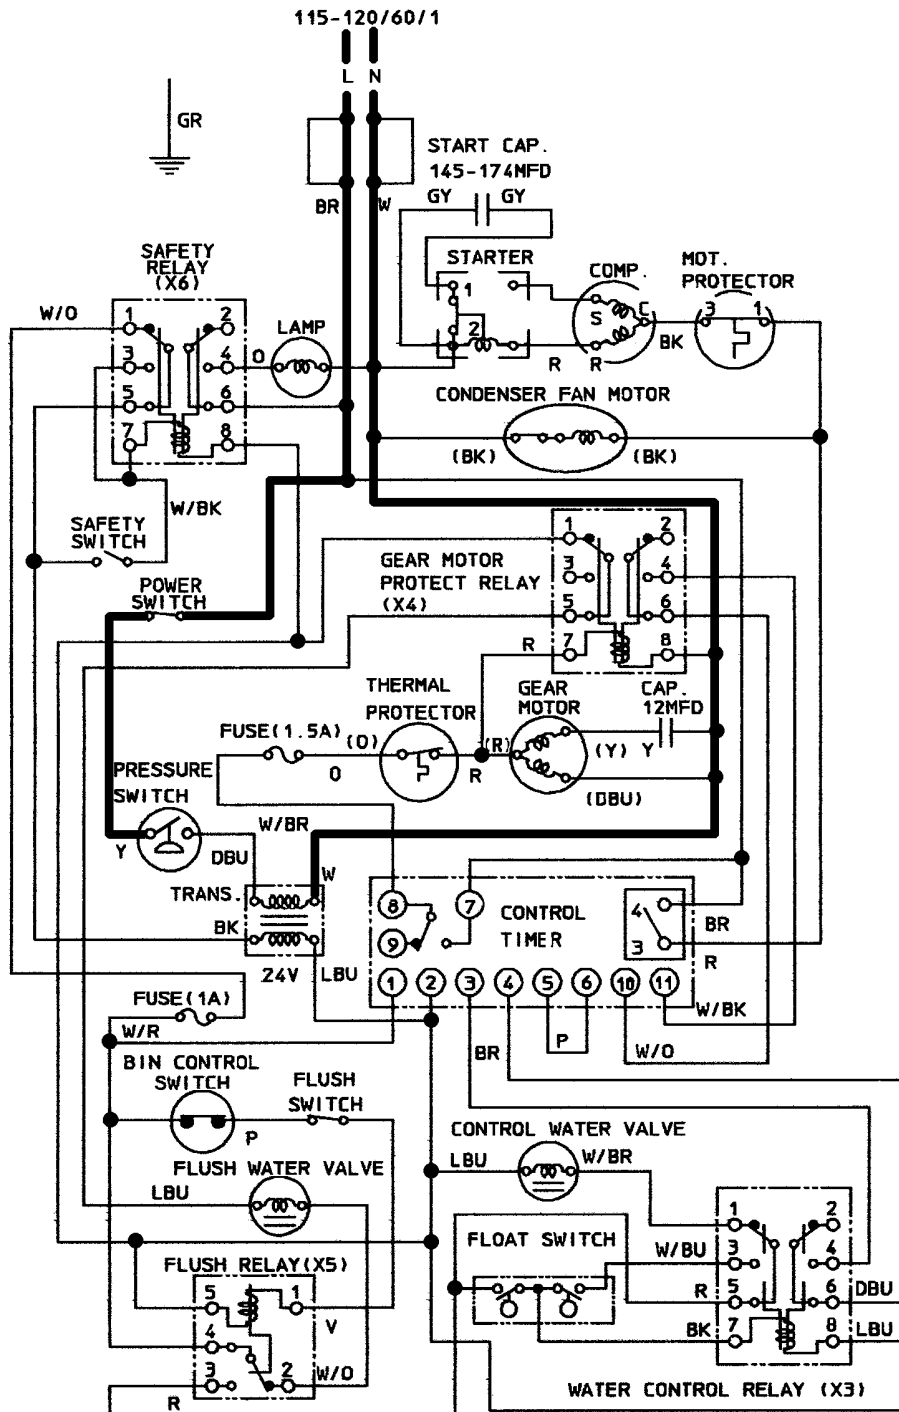 115-120/60/1
L N
GR
START CAP.
145-174MFD
GY GY
BR W
SAFETY
RELAY
(X6)
STARTER
COMP.
MOT.
PROTECTOR
W/O
1 2
LAMP
1
S C
3 1
3 4
O
2
BK
R R
5 6
CONDENSER FAN MOTOR
7 8
(BK) (BK)
W/BK
SAFETY
SWITCH
1 2
GEAR MOTOR
PROTECT RELAY
(X4)
3 4
POWER
SWITCH
5 6
R
7 8
THERMAL
PROTECTOR
GEAR
MOTOR
CAP.
12MFD
FUSE(1.5A)
(O) (R)
(Y) Y
O R
PRESSURE
SWITCH
(DBU)
W/BR
Y
DBU
W
TRANS.
8 7
CONTROL
TIMER
4
BR
BK
9
3
R
24V
LBU
1 2 3 4 5 6 10 11
FUSE(1A)
W/BK
W/R
BR
P
W/O
BIN CONTROL
SWITCH
FLUSH
SWITCH
P
CONTROL WATER VALVE
LBU W/BR
FLUSH WATER VALVE
LBU
1 2
FLOAT SWITCH
W/BU
3 4
FLUSH RELAY(X5)
5 1
R
5 6
DBU
V
BK
7 8
LBU
4
3 2
W/O
R
WATER CONTROL RELAY (X3)